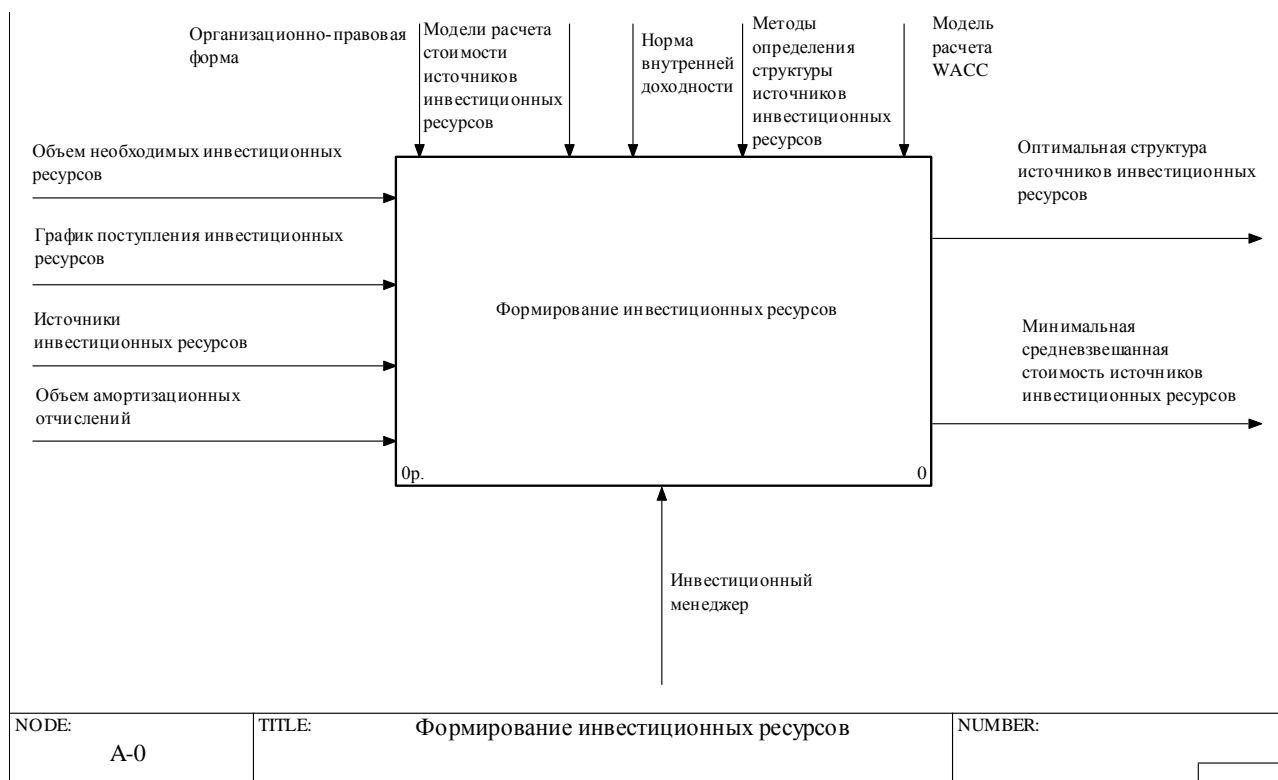 Организационно-правовая
форма
Модели расчета
стоимости
источников
инвестиционных
ресурсов
Норма
внутренней
доходности
Методы
определения
структуры
источников
инвестиционных
ресурсов
Модель
расчета
WACC
Объем необходимых инвестиционных
ресурсов
График поступления инвестиционных
ресурсов
Источники
инвестиционных ресурсов
Объем амортизационных
отчислений
Формирование инвестиционных ресурсов
0р.
0
Оптимальная структура
источников инвестиционных
ресурсов
Минимальная
средневзвешанная
стоимость источников
инвестиционных ресурсов
Инвестиционный
менеджер
NODE:
A-0
TITLE:
Формирование инвестиционных ресурсов
NUMBER: